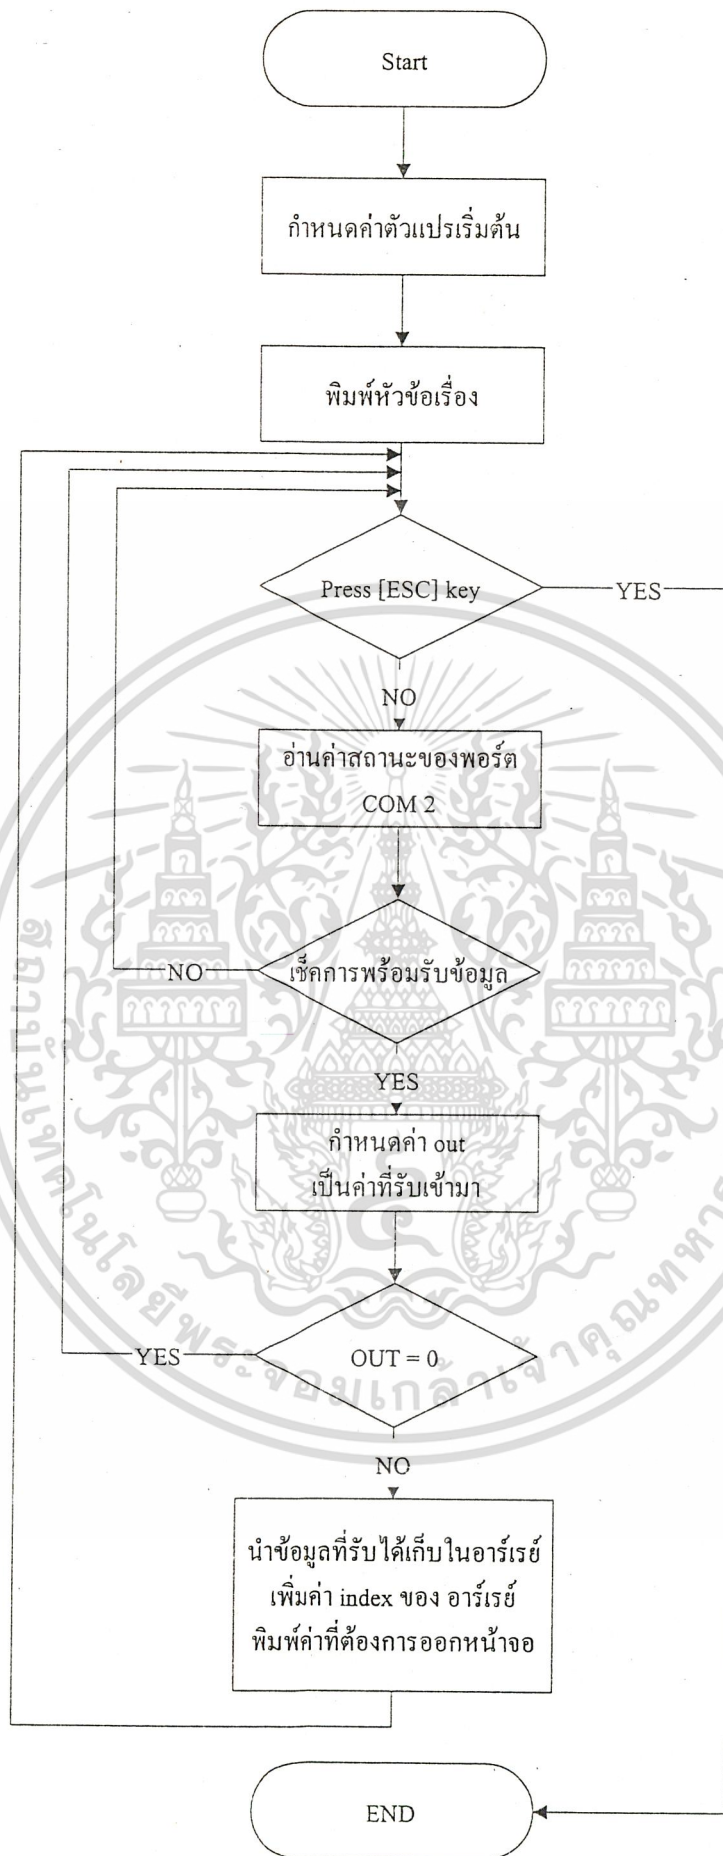 Start
กำหนดค่าตัวแปรเริ่มต้น
พิมพ์หัวข้อเรื่อง
Press [ESC] key
YES
NO
อ่านค่าสถานะของพอร์ต
COM 2
เช็คการพร้อมรับข้อมูล
NO
YES
กำหนดค่า out
เป็นค่าที่รับเข้ามา
OUT = 0
YES
NO
นำข้อมูลที่รับได้เก็บในอาร์เรย์
เพิ่มค่า index ของ อาร์เรย์
พิมพ์ค่าที่ต้องการออกหน้าจอ
END